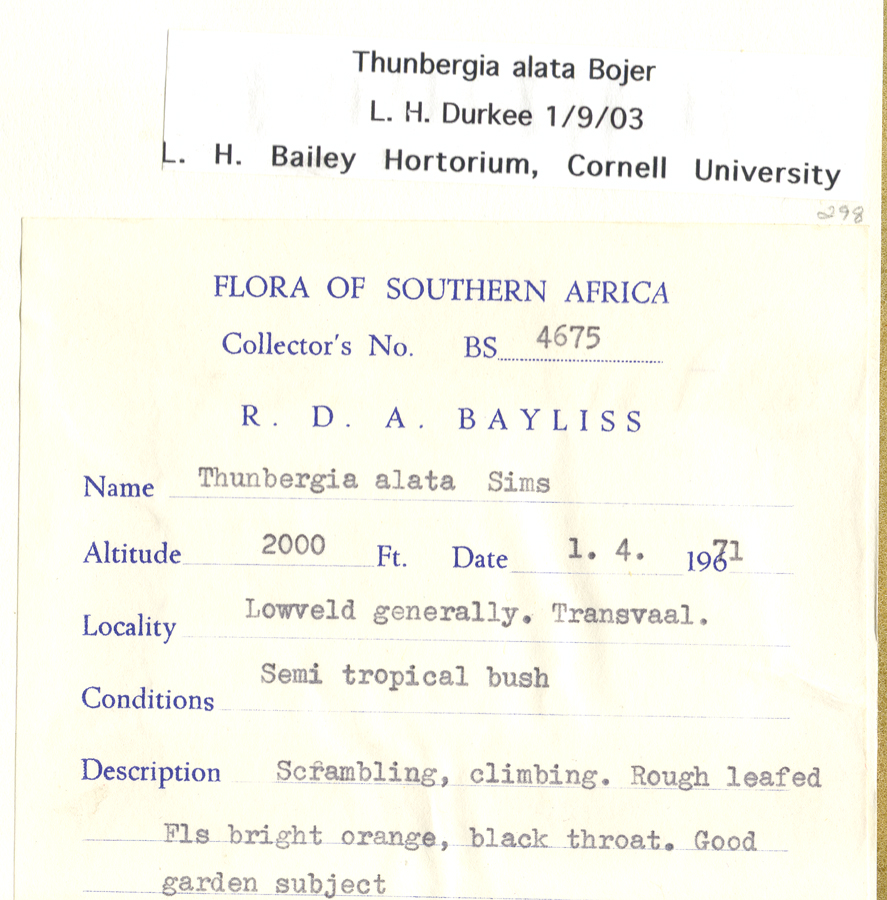 Thunbergia alata Bojer
L. H. Durkee 1/9/03
L. H. Bailey Hortorium, Cornell University
298
FLORA OF SOUTHERN AFRICA
Collector's No. BS 4675
R. D. A. BAYLISS
Name Thunbergia alata Sims
Altitude 2000 Ft. Date 1. 4. 1971
Locality Lowveld generally. Transvaal.
Conditions Semi tropical bush
Description Scrambling, climbing. Rough leafed
Fls bright orange, black throat. Good
garden subject